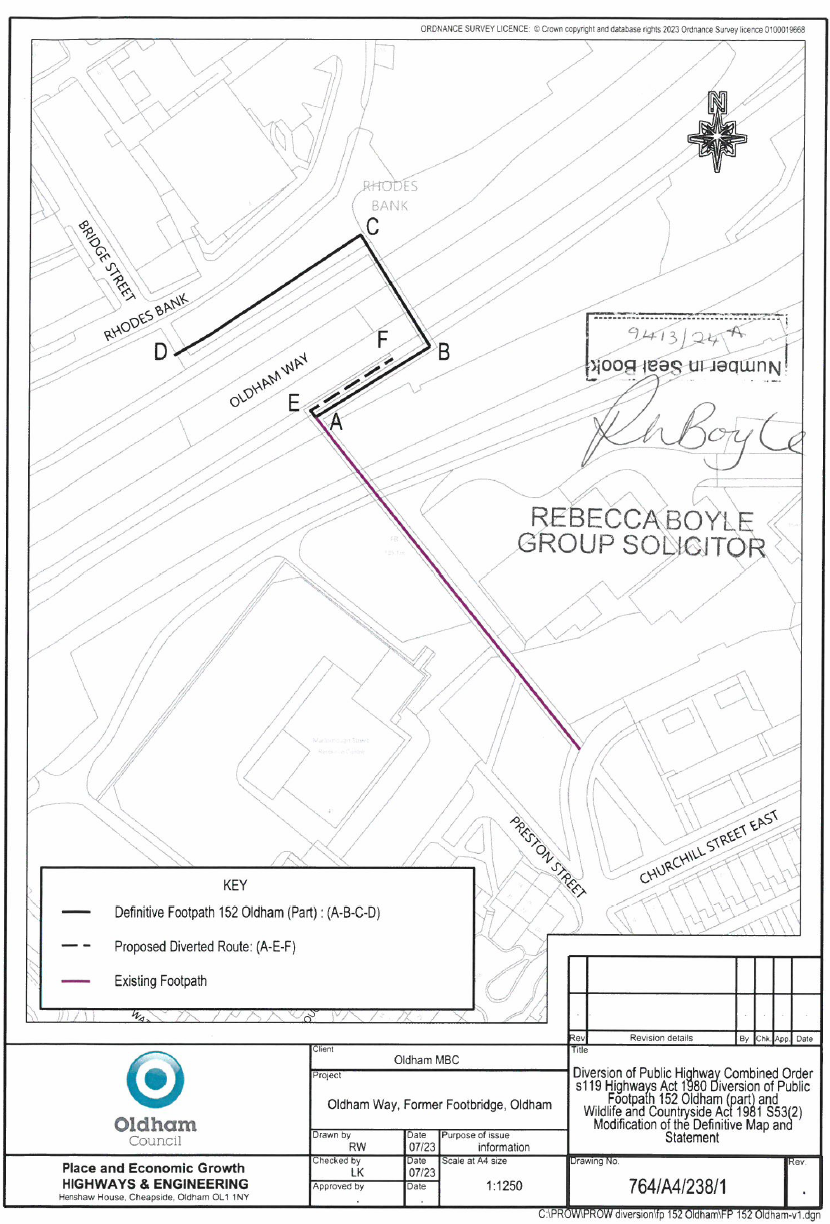 ORDNANCE SURVEY LICENCE: © Crown copyright and database rights 2023 Ordnance Survey licence 0100019668
N
RHODES
BANK
C
BRIDGE STREET
RHODES BANK
D
F
B
OLDHAM WAY
E
A
9413/24 A
Number in Seal Book
RhBoyle
REBECCA BOYLE
GROUP SOLICITOR
PRESTON STREET
CHURCHILL STREET EAST
KEY
Definitive Footpath 152 Oldham (Part) : (A-B-C-D)
Proposed Diverted Route: (A-E-F)
Existing Footpath
Rev Revision details By Chk. App. Date
Oldham
Council
Place and Economic Growth
HIGHWAYS & ENGINEERING
Henshaw House, Cheapside, Oldham OL1 1NY
Client
Oldham MBC
Project
Oldham Way, Former Footbridge, Oldham
Drawn by
RW
Date
07/23
Purpose of issue
information
Checked by
LK
Date
07/23
Scale at A4 size
1:1250
Approved by
.
Date
.
Title
Diversion of Public Highway Combined Order
s119 Highways Act 1980 Diversion of Public
Footpath 152 Oldham (part) and
Wildlife and Countryside Act 1981 S53(2)
Modification of the Definitive Map and
Statement
Drawing No.
764/A4/238/1
Rev.
.
C:\PROW\PROW diversion\fp 152 Oldham\FP 152 Oldham-v1.dgn